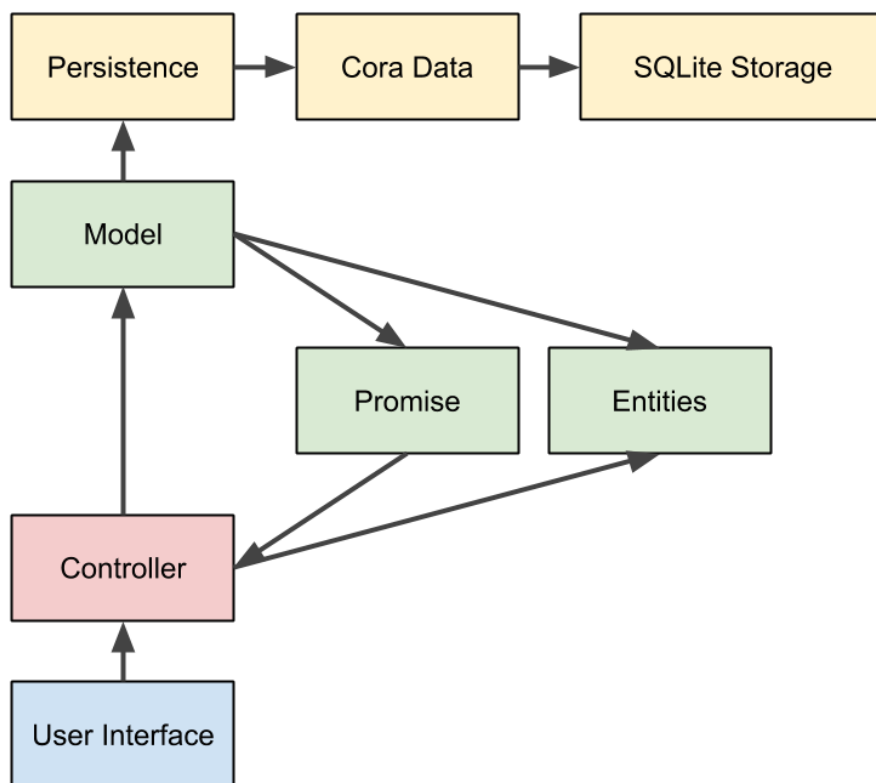 Persistence
Cora Data
SQLite Storage
Model
Promise
Entities
Controller
User Interface